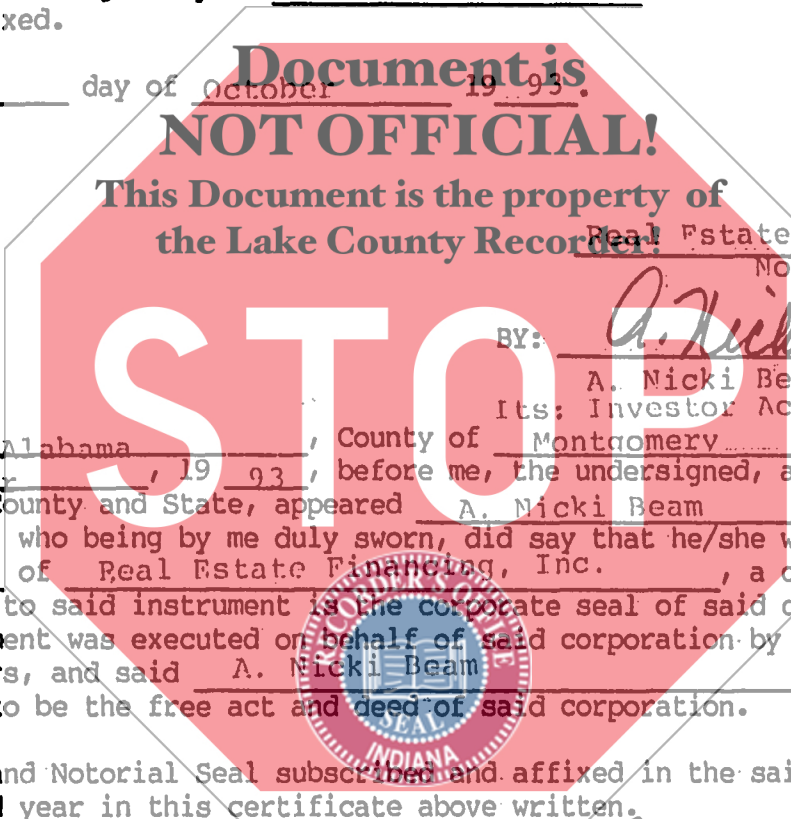 xed.
day of October 19 93.
Document is
NOT OFFICIAL!
This Document is the property of
the Lake County Recorder!
Real Estate
No
STOP
BY: A. Nick
A. Nicki Be
Its: Investor Ac
Alabama , County of Montgomery
r , 19 93 , before me, the undersigned, a
ounty and State, appeared A. Nicki Beam
who being by me duly sworn, did say that he/she w
of Real Estate Financing, Inc. , a c
to said instrument is the corporate seal of said c
ent was executed on behalf of said corporation by
rs, and said A. Nicki Beam
o be the free act and deed of said corporation.
RECORDER'S OFFICE
SEAL
INDIANA
nd Notorial Seal subscribed and affixed in the sai
year in this certificate above written.